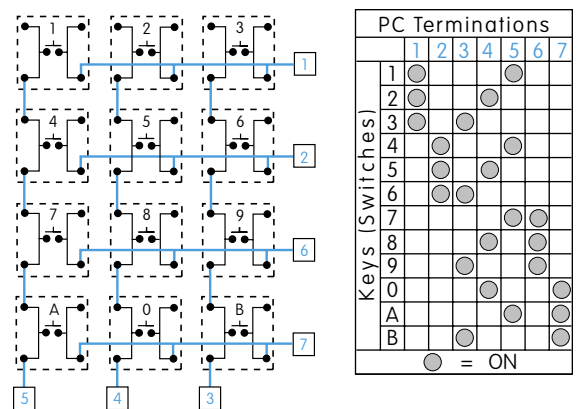 1 2 3
1
4 5 6
2
7 8 9
6
A 0 B
7
5 4 3
PC Terminations
1 2 3 4 5 6 7
Keys (Switches)
1
2
3
4
5
6
7
8
9
0
A
B
= ON